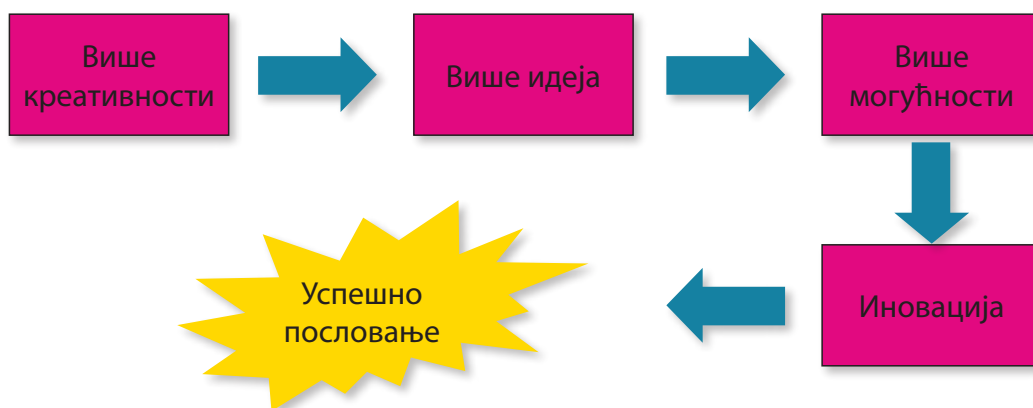 Више
креативности
Више идеја
Више
могућности
Иновација
Успешно
пословање